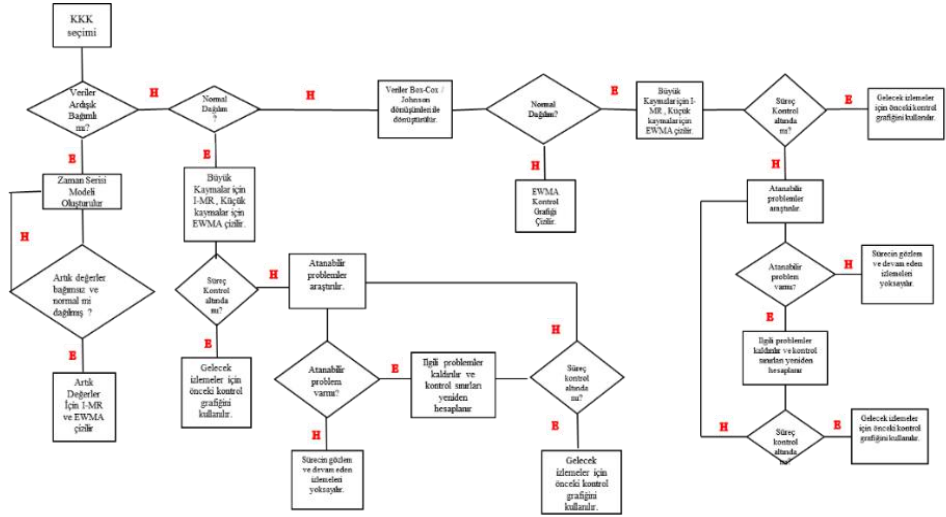 KKK
seçimi
Veriler
Ardışık
Bağımlı
mı?
H
Normal
Dağılım
?
H
Veriler Box-Cox /
Johnson
dönüşümleri ile
dönüştürülür.
Normal
Dağılım?
E
Büyük
Kaymalar için I-
MR , Küçük
kaymalar için
EWMA çizilir.
Süreç
Kontrol
altında
mı?
E
Gelecek izlemeler
için önceki kontrol
grafiğini kullanılır.
E
Zaman Serisi
Modeli
Oluşturulur
H
Artık değerler
bağımsız ve
normal mi
dağılmış ?
E
Artık
Değerler
İçin I-MR
ve EWMA
çizilir
E
Büyük
Kaymalar için
I-MR , Küçük
kaymalar için
EWMA çizilir.
Süreç
Kontrol
altında
mı?
E
Gelecek
izlemeler için
önceki kontrol
grafiğini
kullanılır.
H
Atanabilir
problemler
araştırılır.
Atanabilir
problem
varmı?
H
Sürecin gözlem
ve devam eden
izlemeleri
yoksayılır.
E
Ilgili problemler
kaldırılır ve
kontrol sınırları
yeniden
hesaplanır
H
Süreç
kontrol
altında
mı?
E
Gelecek
izlemeler için
önceki kontrol
grafiğini
kullanılır.
H
EWMA
Kontrol
Grafiği
Çizilir.
H
Atanabilir
problemler
araştırılır.
Atanabilir
problem
varmı?
H
Sürecin gözlem
ve devam eden
izlemeleri
yoksayılır.
E
Ilgili problemler
kaldırılır ve kontrol
sınırları yeniden
hesaplanır
H
Süreç
kontrol
altında
mı?
E
Gelecek izlemeler
için önceki kontrol
grafiğini kullanılır.